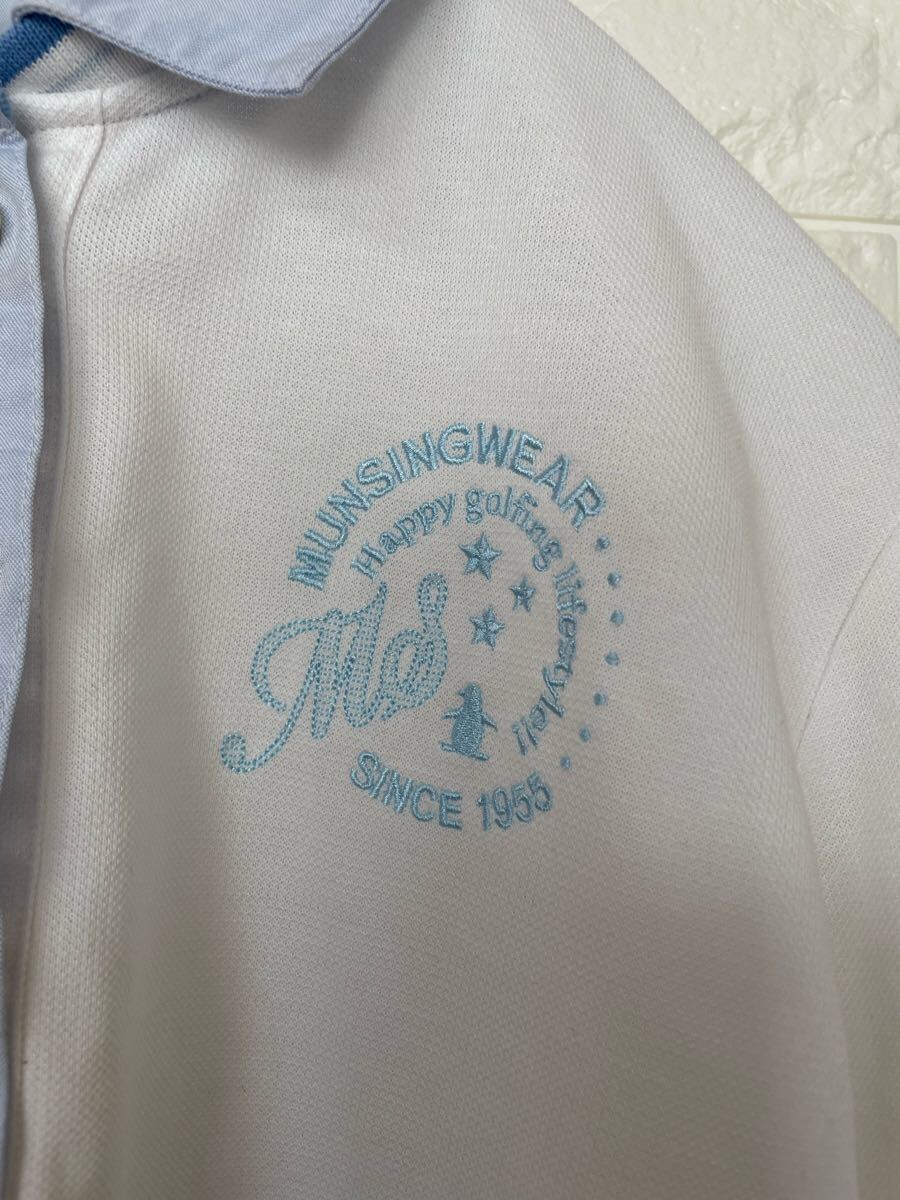 MUNSINGWEAR
Happy golfing lifestyle!!
Ms
SINCE 1955